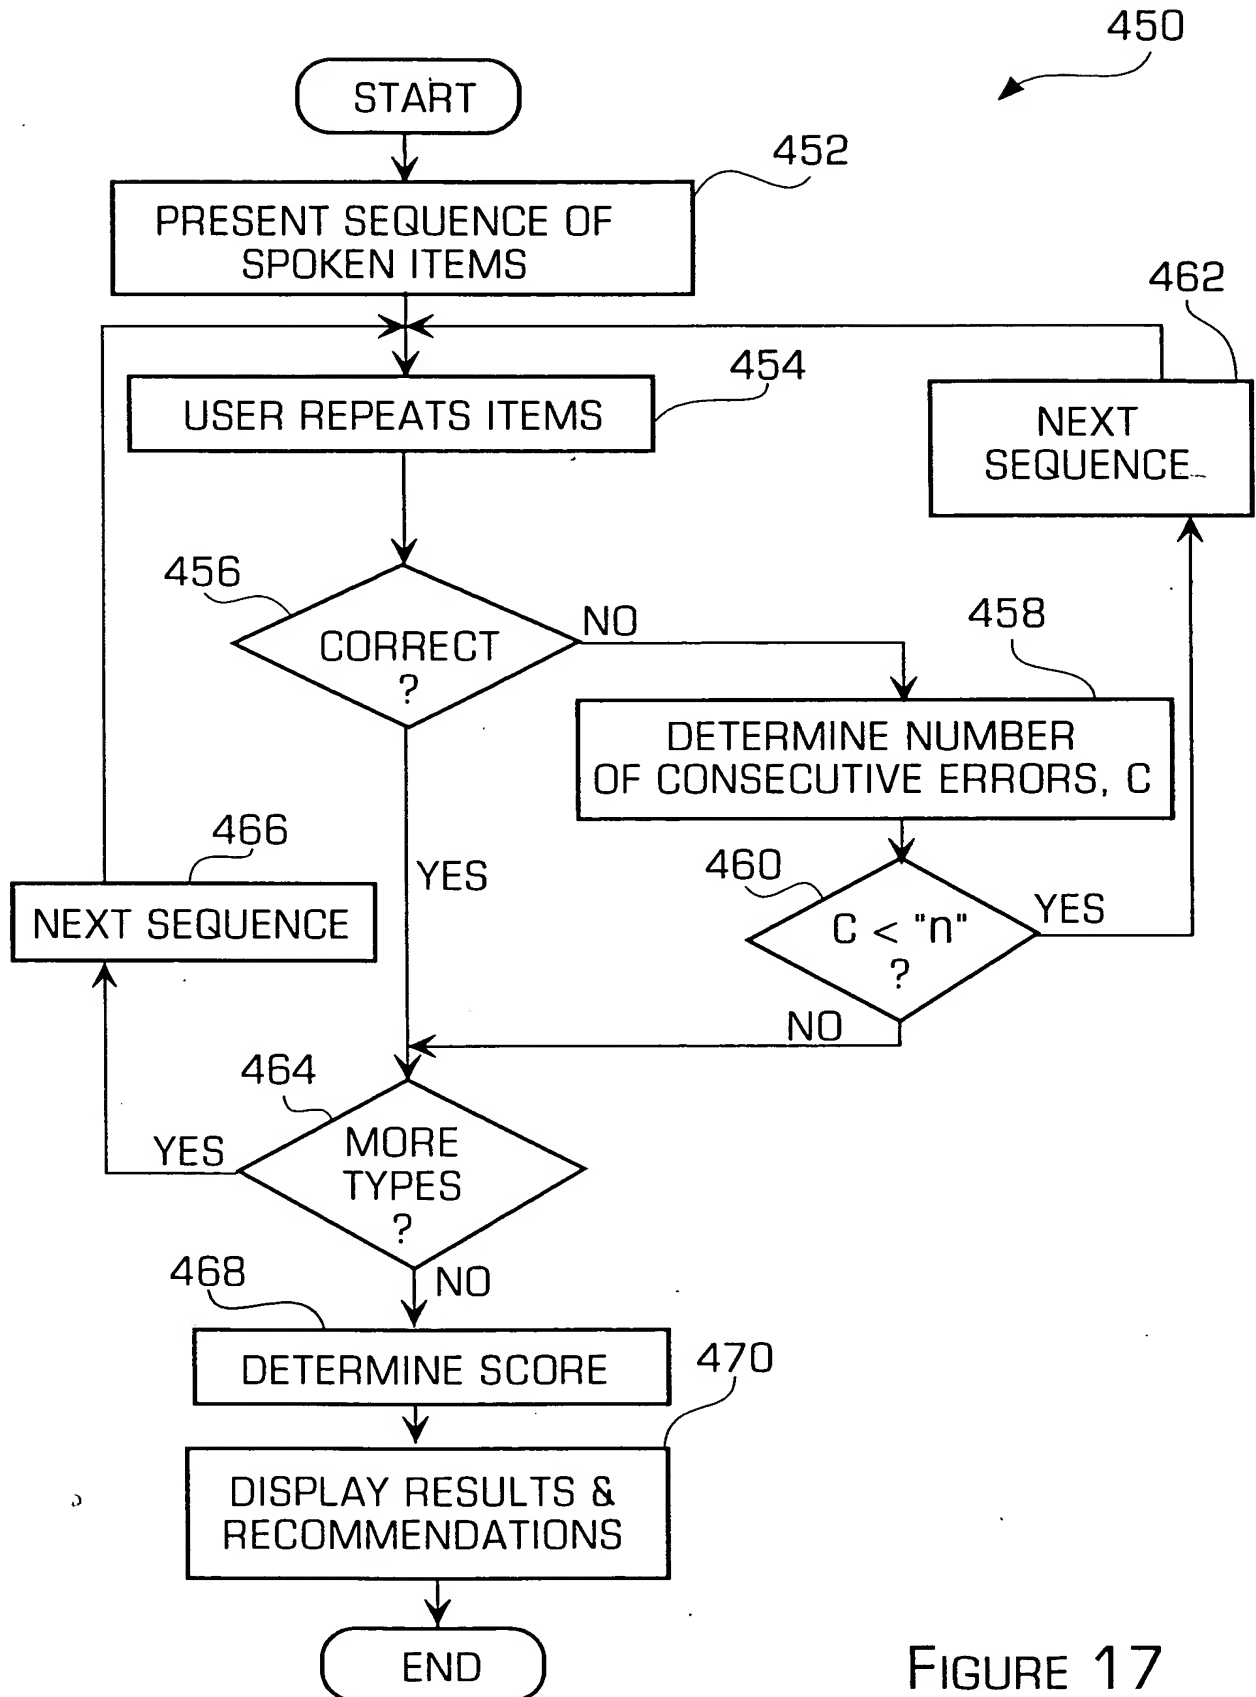 450
START
452
PRESENT SEQUENCE OF
SPOKEN ITEMS
462
454
USER REPEATS ITEMS
NEXT
SEQUENCE
456
NO
458
CORRECT
?
DETERMINE NUMBER
OF CONSECUTIVE ERRORS, C
466
YES
460
NEXT SEQUENCE
C < "n"
?
YES
NO
464
YES
MORE
TYPES
?
468
NO
DETERMINE SCORE
470
DISPLAY RESULTS &
RECOMMENDATIONS
END
FIGURE 17